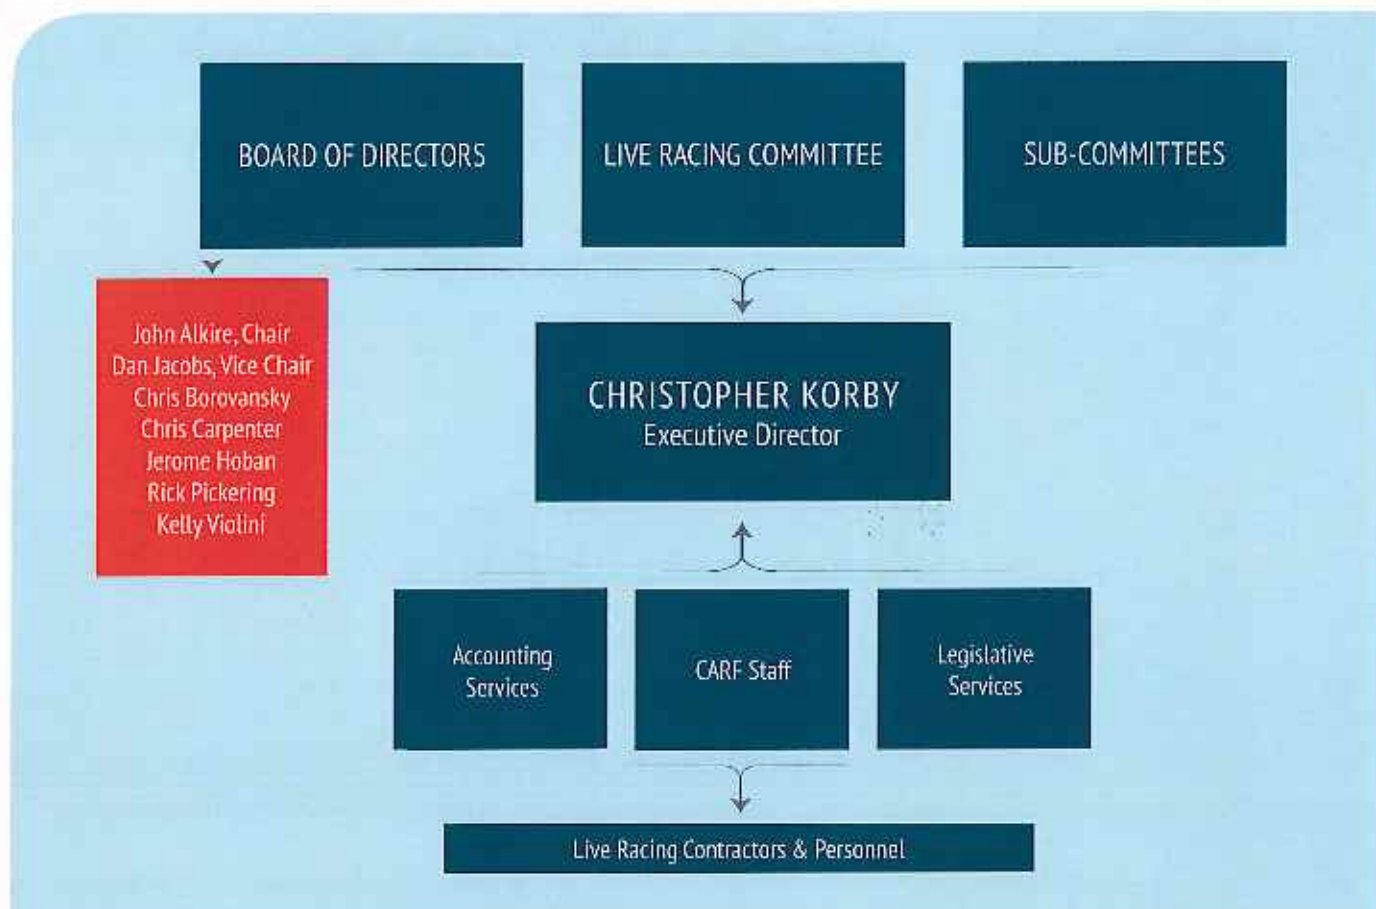 BOARD OF DIRECTORS
LIVE RACING COMMITTEE
SUB-COMMITTEES
John Alkire, Chair
Dan Jacobs, Vice Chair
Chris Borovansky
Chris Carpenter
Jerome Hoban
Rick Pickering
Kelly Violini
CHRISTOPHER KORBY
Executive Director
Accounting
Services
CARF Staff
Legislative
Services
Live Racing Contractors & Personnel